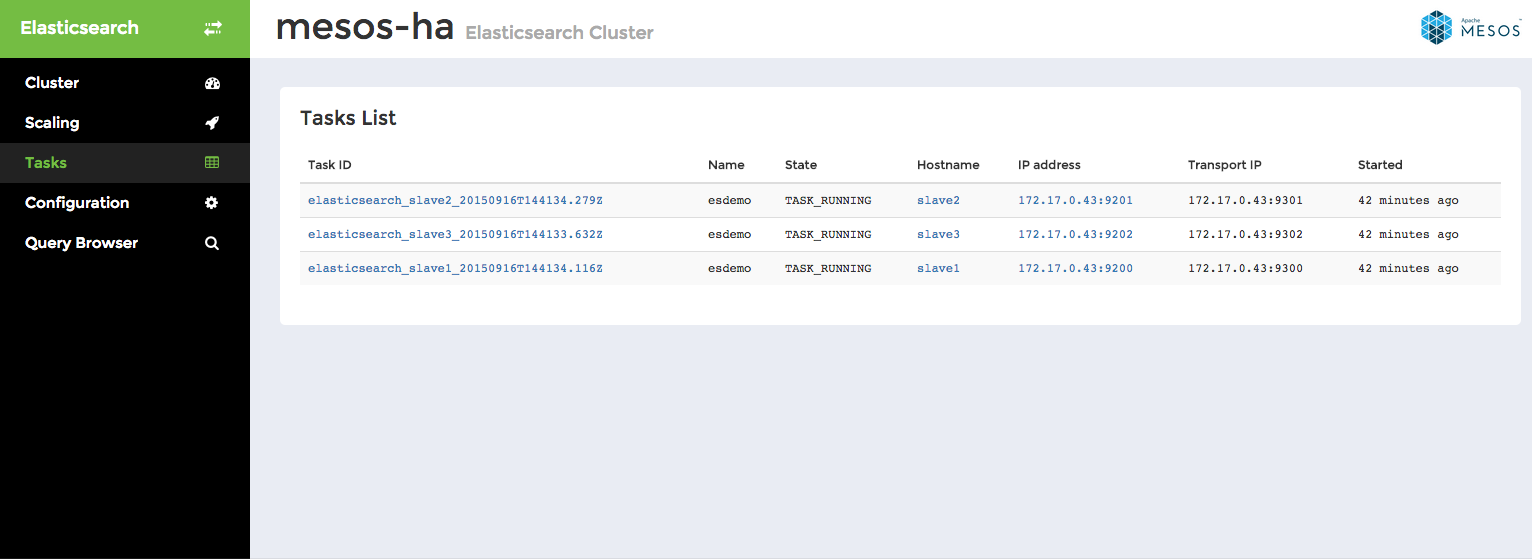 Elasticsearch
mesos-ha Elasticsearch Cluster
Apache
MESOS™
Cluster
Scaling
Tasks
Configuration
Query Browser
Tasks List
Task ID Name State Hostname IP address Transport IP Started
elasticsearch_slave2_20150916T144134.279Z esdemo TASK_RUNNING slave2 172.17.0.43:9201 172.17.0.43:9301 42 minutes ago
elasticsearch_slave3_20150916T144133.632Z esdemo TASK_RUNNING slave3 172.17.0.43:9202 172.17.0.43:9302 42 minutes ago
elasticsearch_slave1_20150916T144134.116Z esdemo TASK_RUNNING slave1 172.17.0.43:9200 172.17.0.43:9300 42 minutes ago